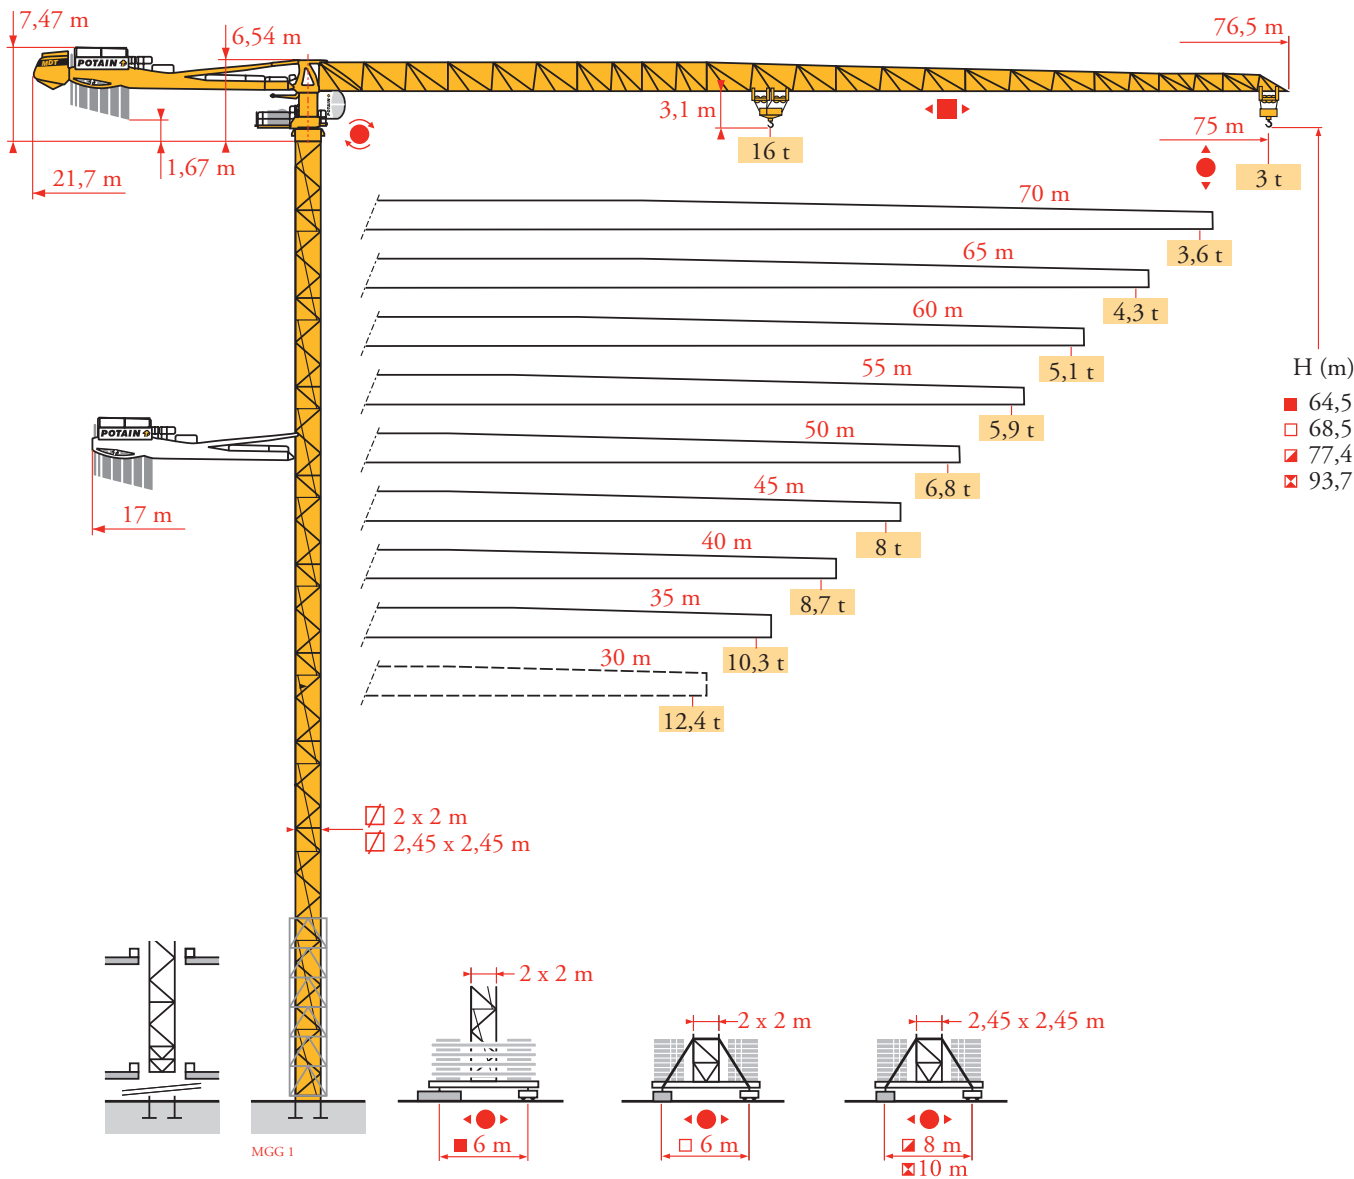 7,47 m
6,54 m
76,5 m
MDT
POTAIN
POTAIN
3,1 m
16 t
75 m
3 t
1,67 m
21,7 m
70 m
3,6 t
65 m
4,3 t
60 m
5,1 t
H (m)
64,5
68,5
77,4
93,7
55 m
5,9 t
50 m
6,8 t
POTAIN
17 m
45 m
8 t
40 m
8,7 t
35 m
10,3 t
30 m
12,4 t
2 x 2 m
2,45 x 2,45 m
2 x 2 m
2 x 2 m
2,45 x 2,45 m
MGG 1
6 m
6 m
8 m
10 m